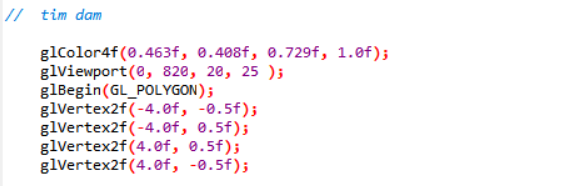 //  tim dam
glColor4f(0.463f, 0.408f, 0.729f, 1.0f);
glViewport(0, 820, 20, 25 );
glBegin(GL_POLYGON);
glVertex2f(-4.0f, -0.5f);
glVertex2f(-4.0f, 0.5f);
glVertex2f(4.0f, 0.5f);
glVertex2f(4.0f, -0.5f);